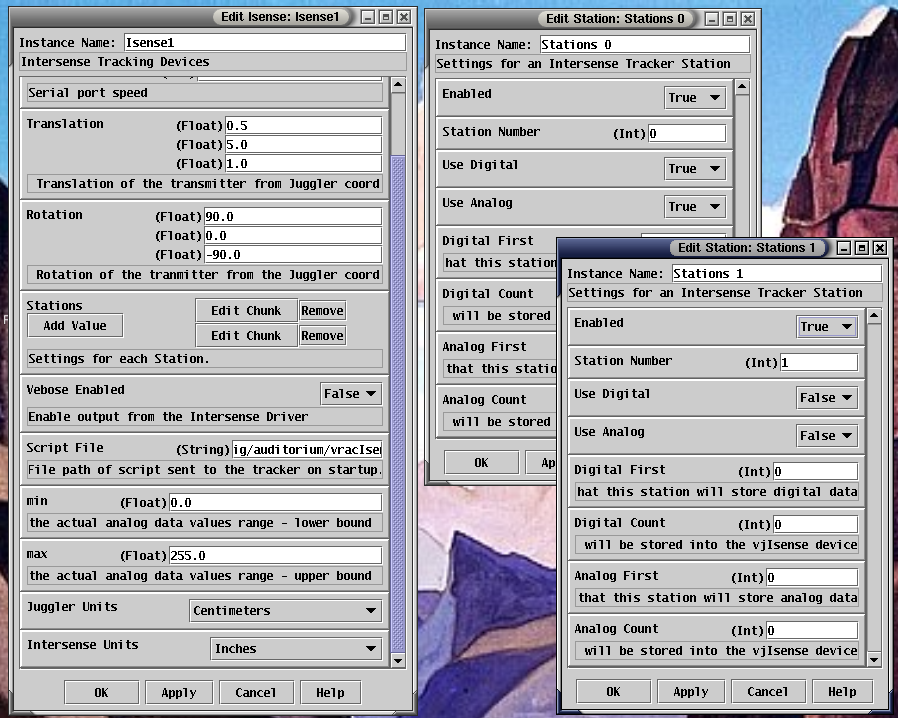 Edit Isense: Isense1
Instance Name: Isense1
Intersense Tracking Devices
Serial port speed
Translation (Float) 0.5
(Float) 5.0
(Float) 1.0
Translation of the transmitter from Juggler coord
Rotation (Float) 90.0
(Float) 0.0
(Float) -90.0
Rotation of the tranmitter from the Juggler coord
Stations Edit Chunk Remove
Add Value Edit Chunk Remove
Settings for each Station.
Vebose Enabled False
Enable output from the Intersense Driver
Script File (String) ig/auditorium/vracIse
File path of script sent to the tracker on startup.
min (Float) 0.0
the actual analog data values range - lower bound
max (Float) 255.0
the actual analog data values range - upper bound
Juggler Units Centimeters
Intersense Units Inches
OK Apply Cancel Help
Edit Station: Stations 0
Instance Name: Stations 0
Settings for an Intersense Tracker Station
Enabled True
Station Number (Int) 0
Use Digital True
Use Analog True
Digital First
hat this station
Digital Count
will be stored
Analog First
that this statio
Analog Count
will be stored
OK Ap
Edit Station: Stations 1
Instance Name: Stations 1
Settings for an Intersense Tracker Station
Enabled True
Station Number (Int) 1
Use Digital False
Use Analog False
Digital First (Int) 0
hat this station will store digital data
Digital Count (Int) 0
will be stored into the vjIsense device
Analog First (Int) 0
that this station will store analog data
Analog Count (Int) 0
will be stored into the vjIsense device
OK Apply Cancel Help